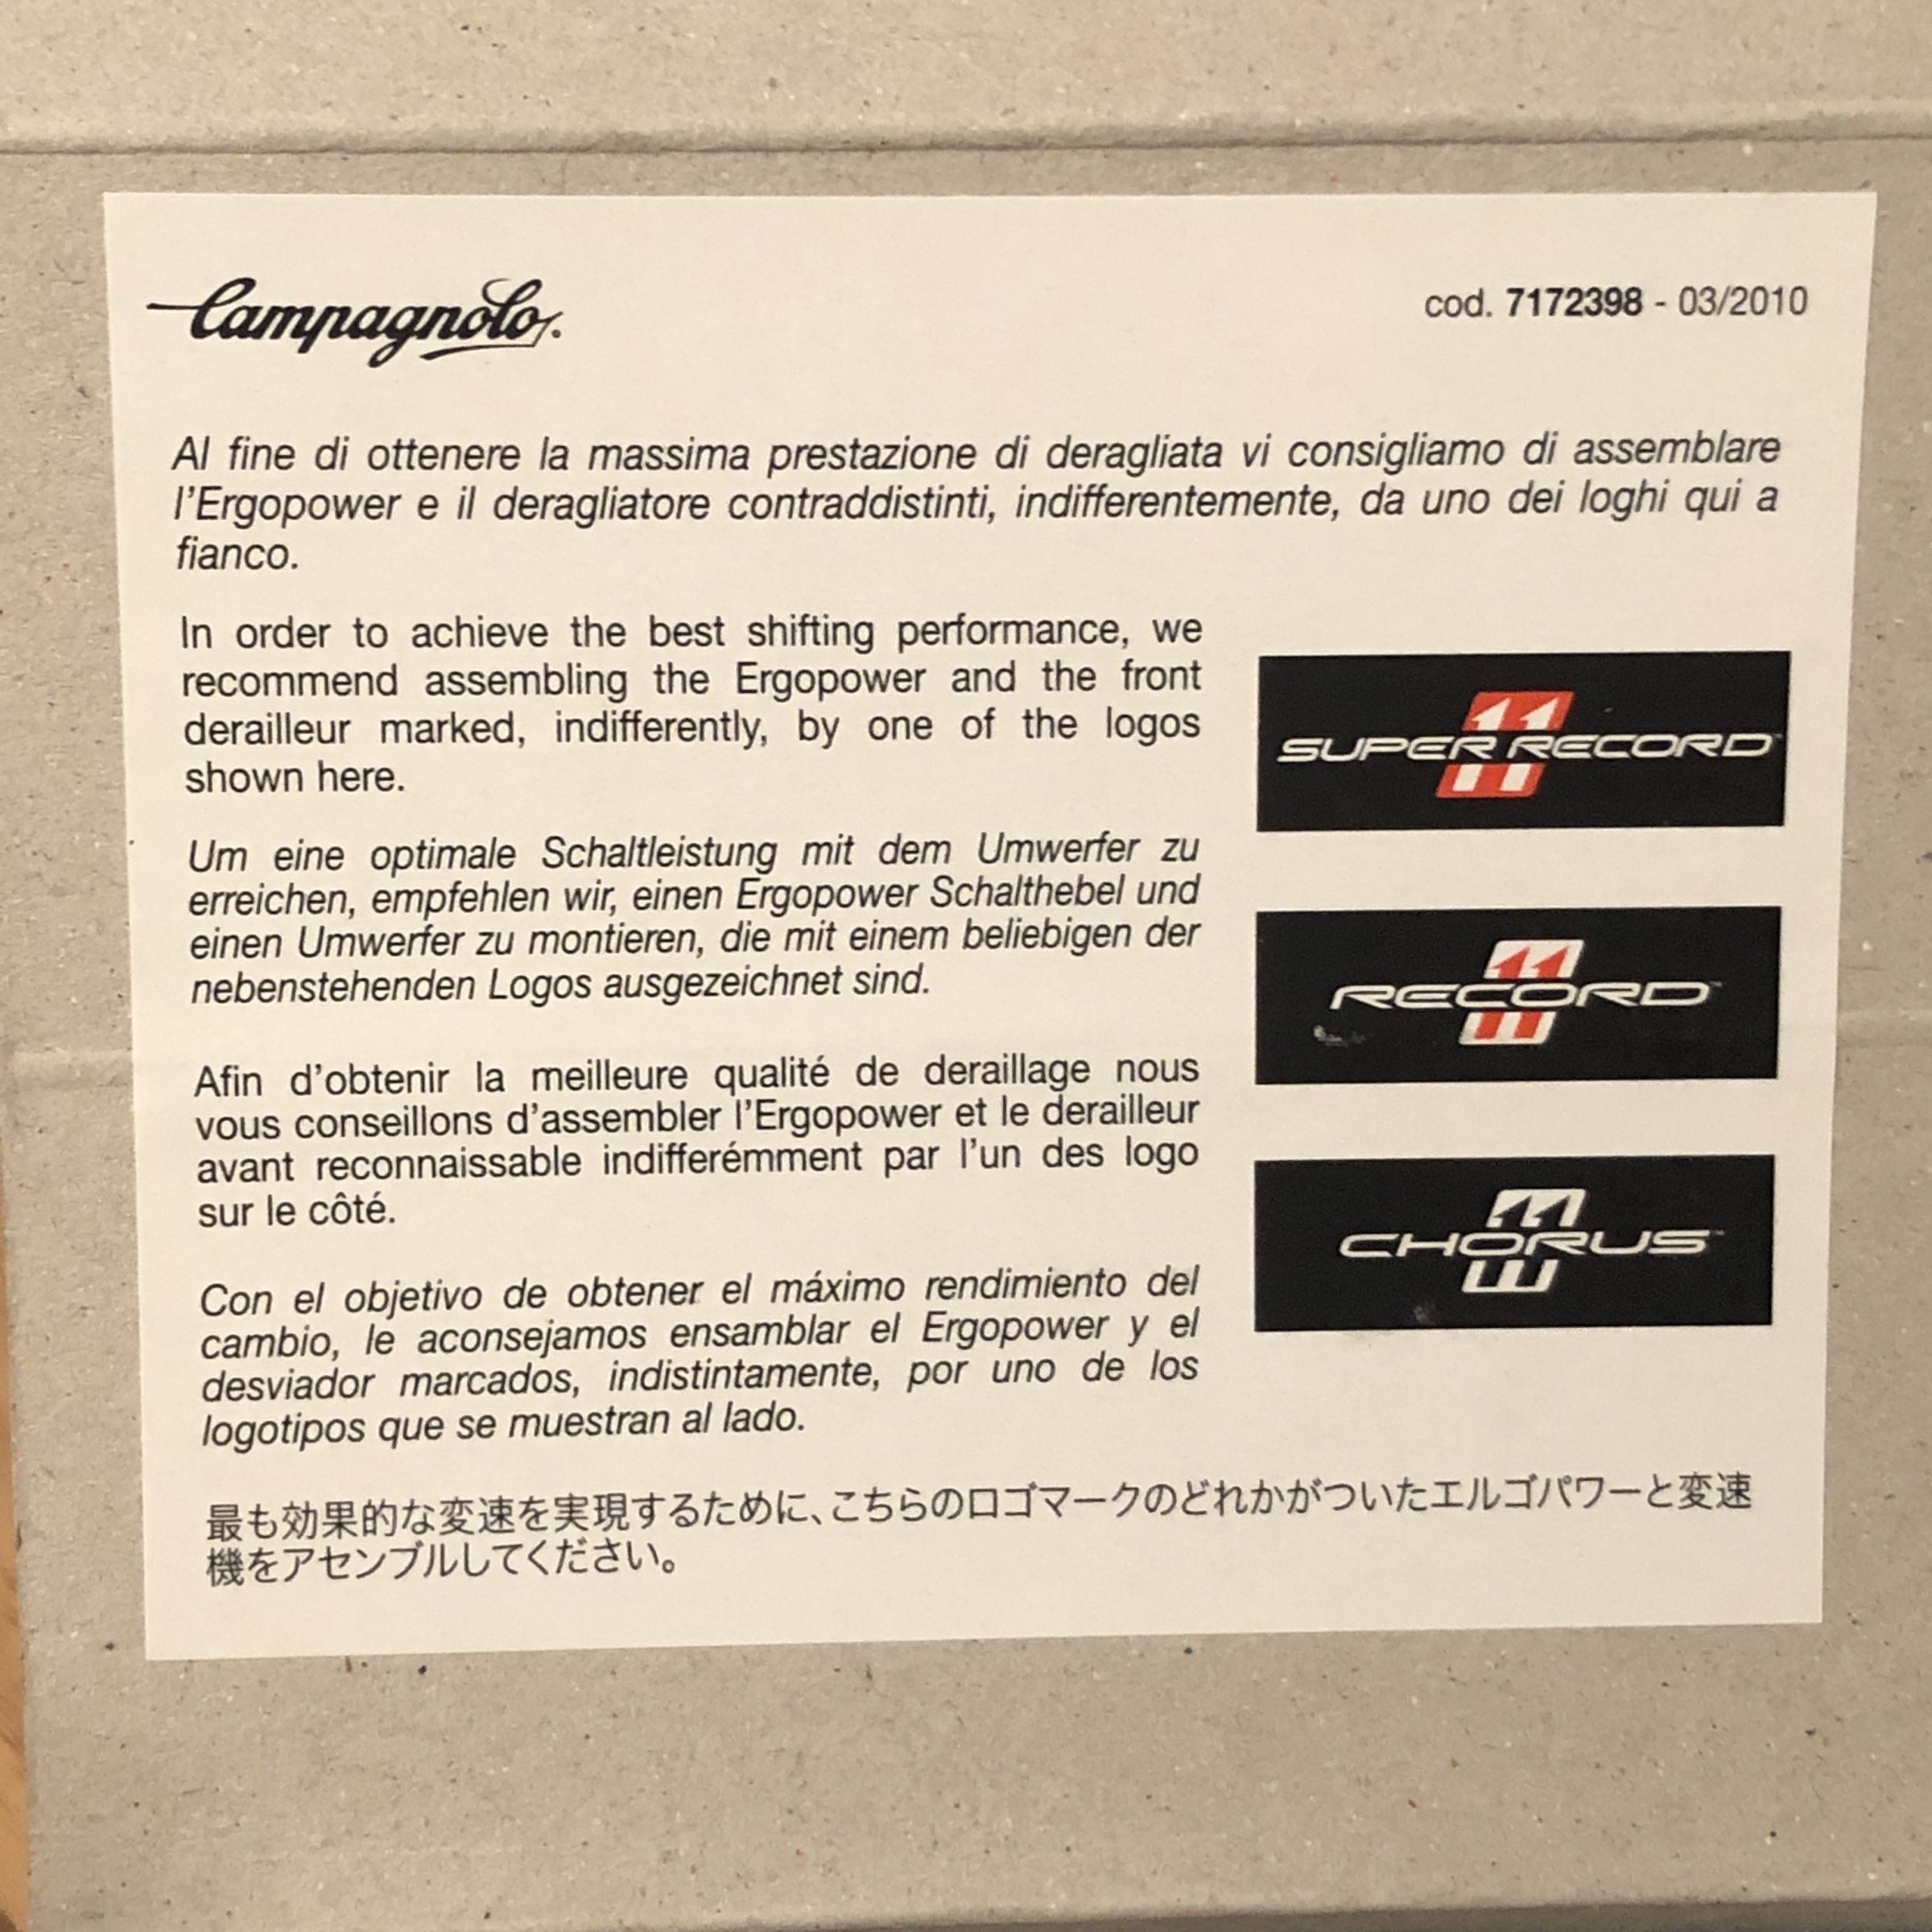 Campagnolo
cod. 7172398 - 03/2010
Al fine di ottenere la massima prestazione di deragliata vi consigliamo di assemblare
l'Ergopower e il deragliatore contraddistinti, indifferentemente, da uno dei loghi qui a
fianco.
In order to achieve the best shifting performance, we
recommend assembling the Ergopower and the front
derailleur marked, indifferently, by one of the logos
shown here.
Um eine optimale Schaltleistung mit dem Umwerfer zu
erreichen, empfehlen wir, einen Ergopower Schalthebel und
einen Umwerfer zu montieren, die mit einem beliebigen der
nebenstehenden Logos ausgezeichnet sind.
Afin d'obtenir la meilleure qualité de deraillage nous
vous conseillons d'assembler l'Ergopower et le derailleur
avant reconnaissable indifférémment par l'un des logo
sur le côté.
Con el objetivo de obtener el máximo rendimiento del
cambio, le aconsejamos ensamblar el Ergopower y el
desviador marcados, indistintamente, por uno de los
logotipos que se muestran al lado.
11
SUPER RECORD™
11
RECORD™
11
CHORUS™
最も効果的な変速を実現するために、こちらのロゴマークのどれかがついたエルゴパワーと変速
機をアセンブルしてください。